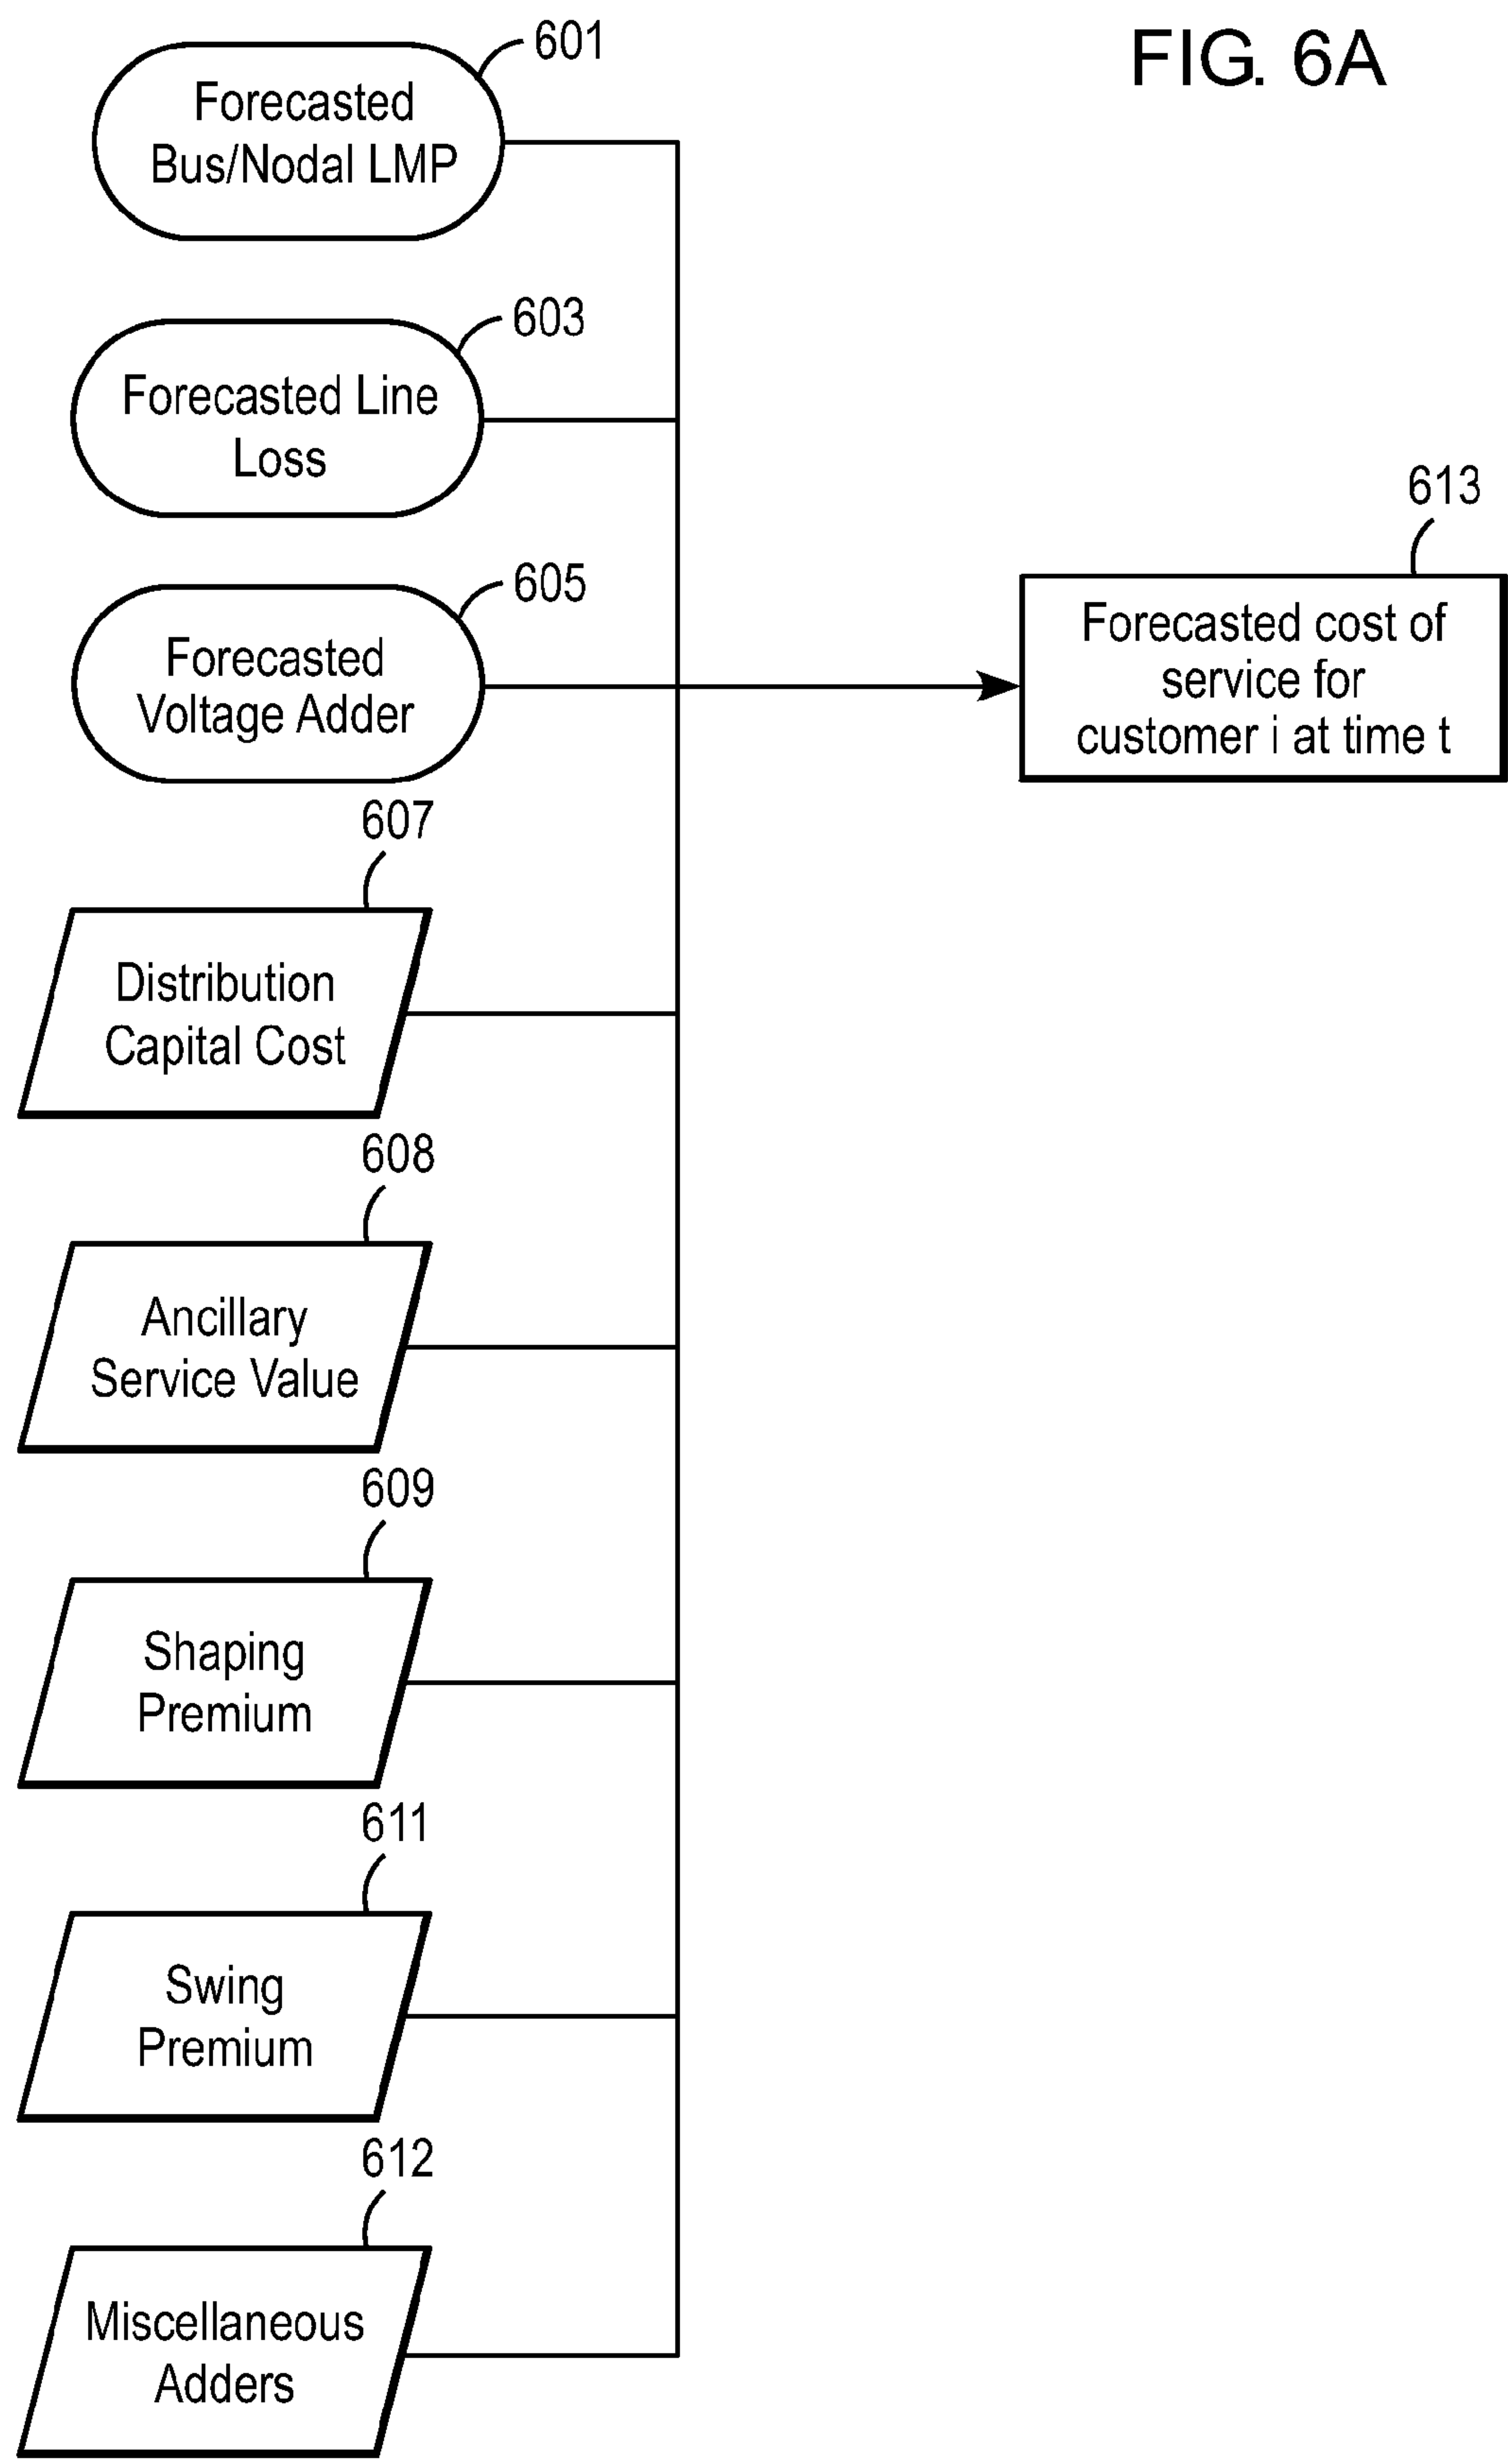 FIG. 6A
601
Forecasted
Bus/Nodal LMP
603
Forecasted Line
Loss
605
Forecasted
Voltage Adder
607
Distribution
Capital Cost
608
Ancillary
Service Value
609
Shaping
Premium
611
Swing
Premium
612
Miscellaneous
Adders
613
Forecasted cost of
service for
customer i at time t